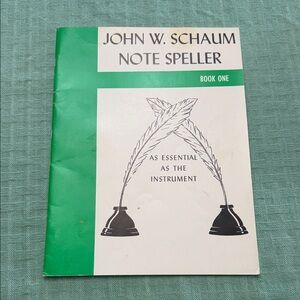 JOHN W. SCHAUM
NOTE SPELLER
BOOK ONE
AS ESSENTIAL
AS THE
INSTRUMENT